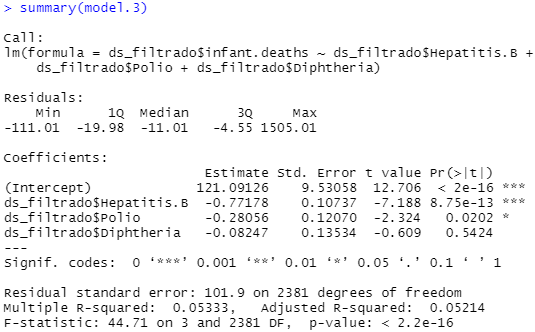 > summary(model.3)
Call:
lm(formula = ds_filtrado$infant.deaths ~ ds_filtrado$Hepatitis.B +
    ds_filtrado$Polio + ds_filtrado$Diphtheria)
Residuals:
    Min      1Q  Median      3Q     Max
-111.01  -19.98  -11.01   -4.55 1505.01
Coefficients:
                         Estimate Std. Error t value Pr(>|t|)
(Intercept)             121.09126    9.53058  12.706  < 2e-16 ***
ds_filtrado$Hepatitis.B  -0.77178    0.10737  -7.188 8.75e-13 ***
ds_filtrado$Polio        -0.28056    0.12070  -2.324   0.0202 *
ds_filtrado$Diphtheria   -0.08247    0.13534  -0.609   0.5424
---
Signif. codes:  0 ‘***’ 0.001 ‘**’ 0.01 ‘*’ 0.05 ‘.’ 0.1 ‘ ’ 1
Residual standard error: 101.9 on 2381 degrees of freedom
Multiple R-squared:  0.05333,   Adjusted R-squared:  0.05214
F-statistic: 44.71 on 3 and 2381 DF,  p-value: < 2.2e-16